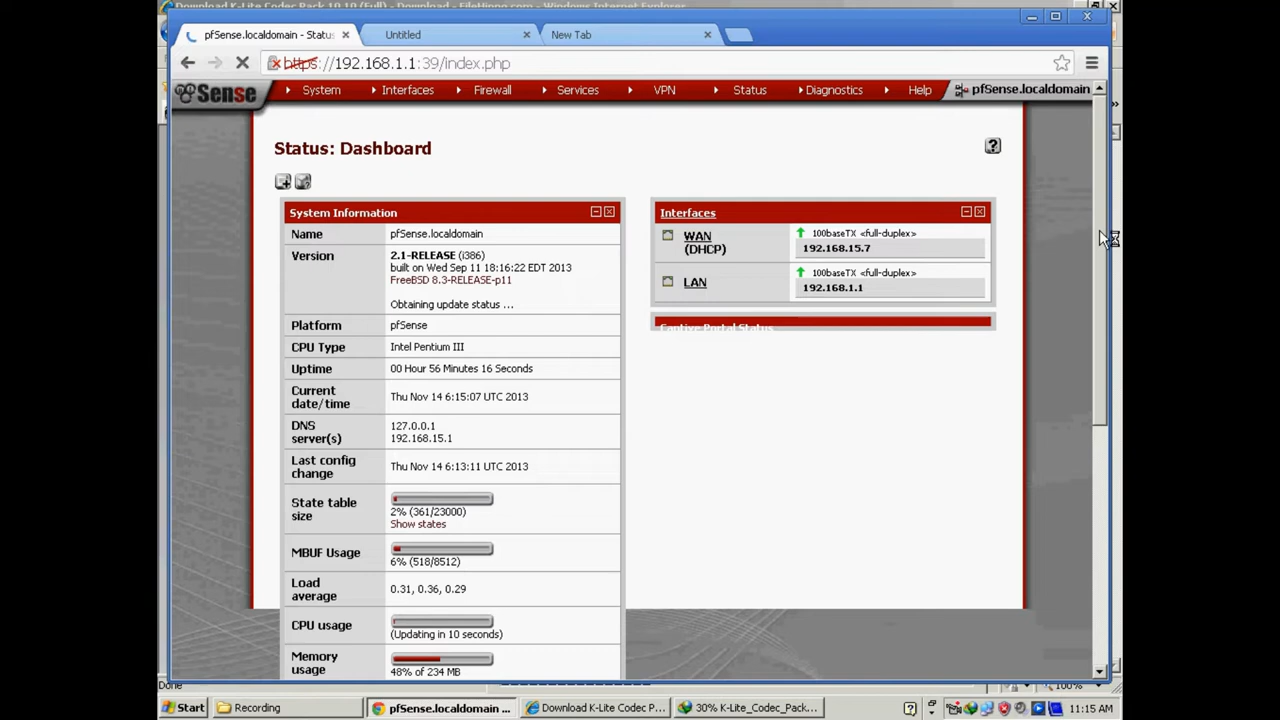 Download K-Lite Codec Pack 10.10 (Full) - FileHippo.com - Windows Internet Explorer
pfSense.localdomain - Status
Untitled
New Tab
https://192.168.1.1:39/index.php
Sense
System
Interfaces
Firewall
Services
VPN
Status
Diagnostics
Help
pfSense.localdomain
Status: Dashboard
System Information
Name
pfSense.localdomain
Version
2.1-RELEASE (i386)
built on Wed Sep 11 18:16:22 EDT 2013
FreeBSD 8.3-RELEASE-p11
Obtaining update status ...
Platform
pfSense
CPU Type
Intel Pentium III
Uptime
00 Hour 56 Minutes 16 Seconds
Current
date/time
Thu Nov 14 6:15:07 UTC 2013
DNS
server(s)
127.0.0.1
192.168.15.1
Last config
change
Thu Nov 14 6:13:11 UTC 2013
State table
size
2% (361/23000)
Show states
MBUF Usage
6% (518/8512)
Load
average
0.31, 0.36, 0.29
CPU usage
(Updating in 10 seconds)
Memory
usage
48% of 234 MB
Interfaces
WAN
(DHCP)
100baseTX <full-duplex>
192.168.15.7
LAN
100baseTX <full-duplex>
192.168.1.1
Captive Portal Status
Done
100%
Start
Recording
pfSense.localdomain ...
Download K-Lite Codec P...
30% K-Lite_Codec_Pack...
11:15 AM